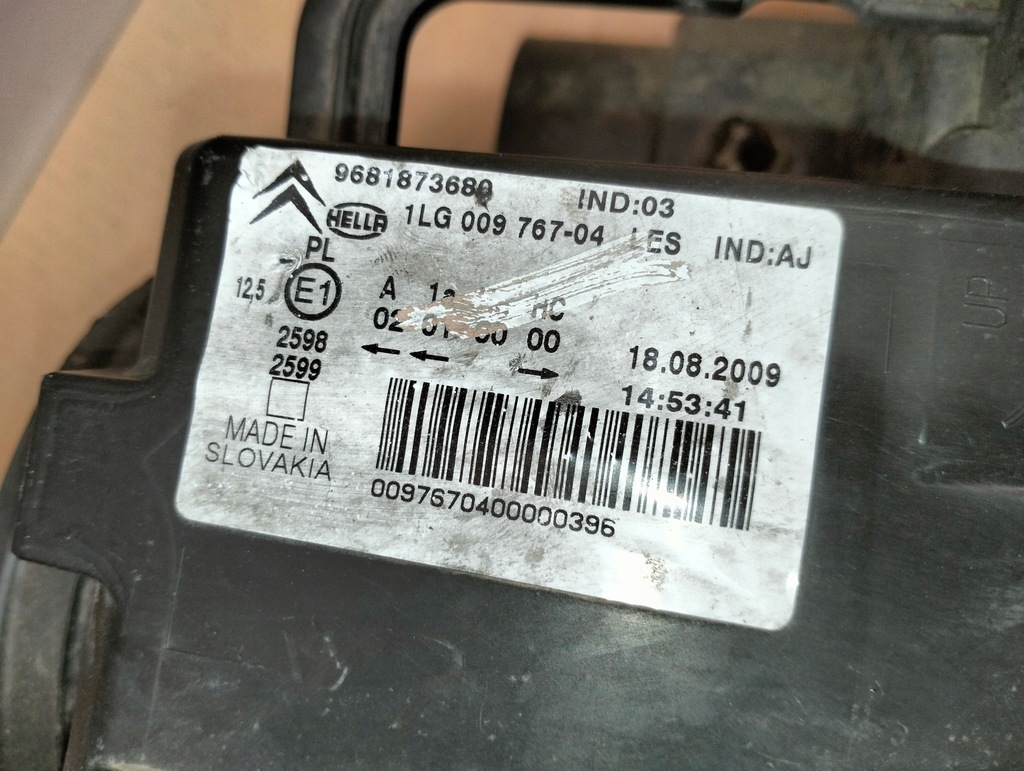 9681873680 IND:03
HELLA 1LG 009 767-04 IND:AJ
PL
12,5 E1 A HC
02 00
2598
2599
18.08.2009
14:53:41
MADE IN
SLOVAKIA
0097670400000396
UP